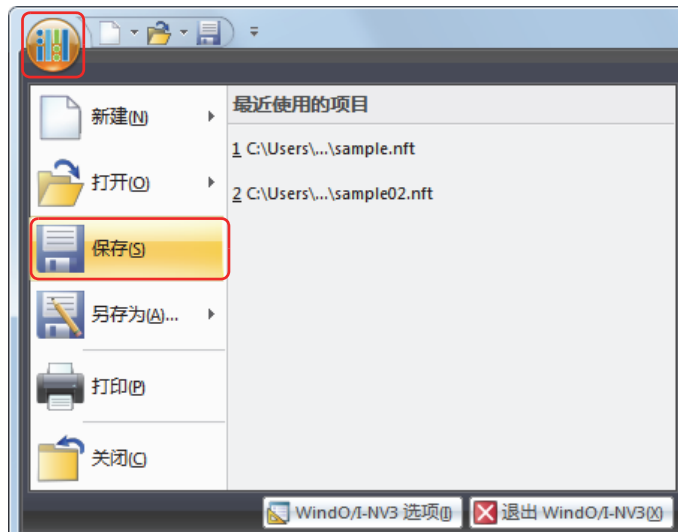 新建(N)
打开(O)
保存(S)
另存为(A)...
打印(P)
关闭(C)
最近使用的项目
1 C:\Users\...\sample.nft
2 C:\Users\...\sample02.nft
WindO/I-NV3 选项(I)
退出 WindO/I-NV3(X)